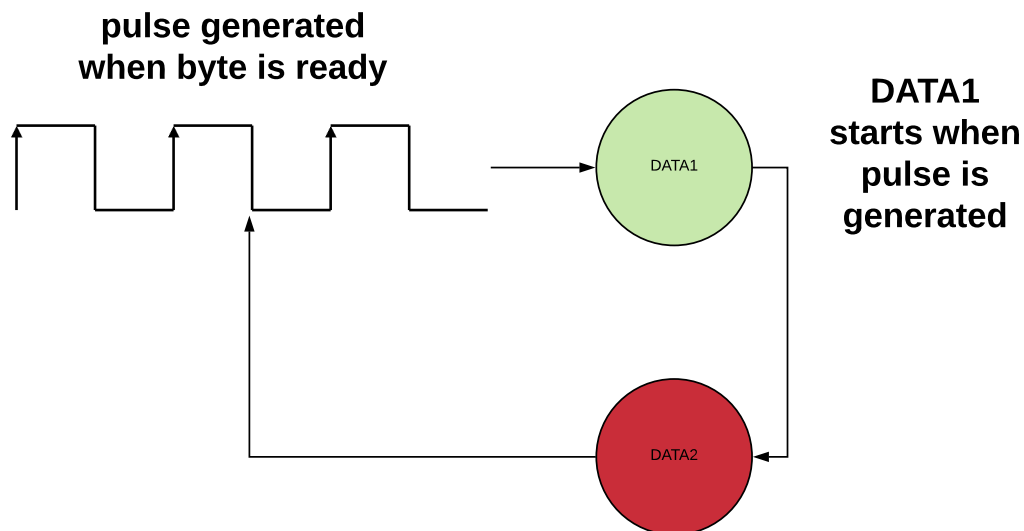 pulse generated
when byte is ready
DATA1
DATA1
starts when
pulse is
generated
DATA2